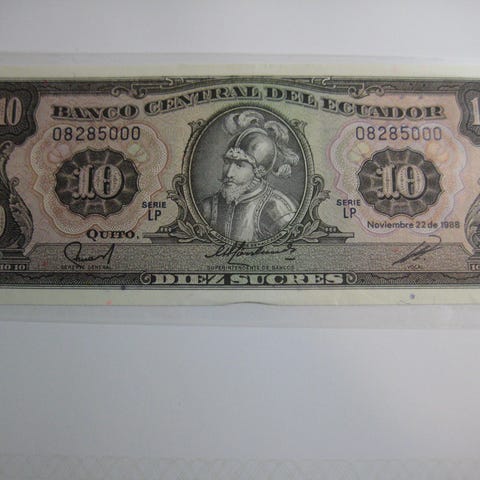 BANCO CENTRAL DEL ECUADOR
10
08285000 08285000
10 10
SERIE LP SERIE LP
QUITO, Noviembre 22 de 1988
GERENTE GENERAL SUPERINTENDENTE DE BANCOS VOCAL
DIEZ SUCRES